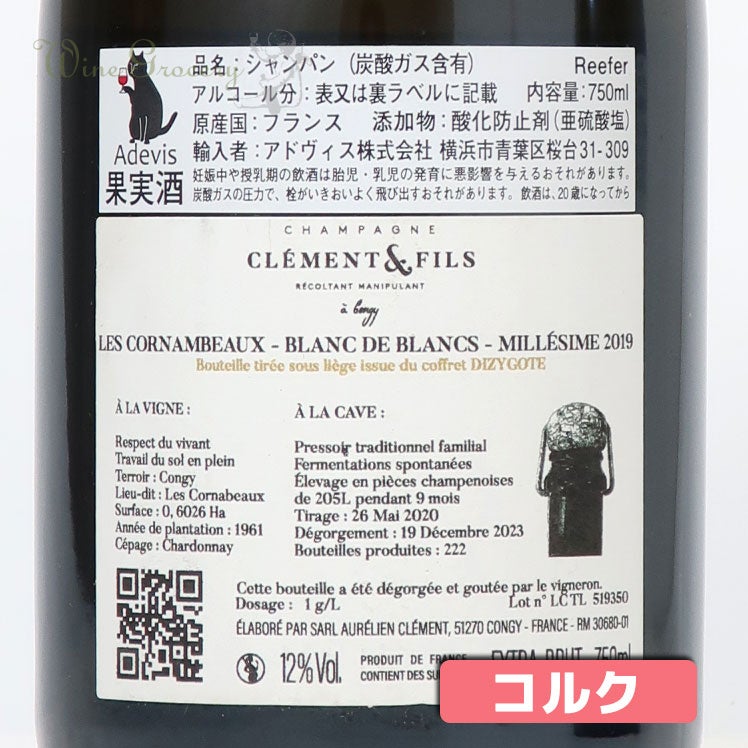 Wine Grocery
品名：シャンパン（炭酸ガス含有） Reefer
アルコール分：表又は裏ラベルに記載 内容量:750ml
原産国：フランス 添加物：酸化防止剤（亜硫酸塩）
Adevis 輸入者：アドヴィス株式会社 横浜市青葉区桜台31-309
果実酒 妊娠中や授乳期の飲酒は胎児・乳児の発育に悪影響を与えるおそれがあります。
炭酸ガスの圧力で、栓がいきおいよく飛び出すおそれがあります。飲酒は、20歳になってから
CHAMPAGNE
CLÉMENT & FILS
RÉCOLTANT MANIPULANT
à Congy
LES CORNAMBEAUX - BLANC DE BLANCS - MILLÉSIME 2019
Bouteille tirée sous liège issue du coffret DIZYGOTE
À LA VIGNE :
Respect du vivant
Travail du sol en plein
Terroir : Congy
Lieu-dit : Les Cornabeaux
Surface : 0, 6026 Ha
Année de plantation : 1961
Cépage : Chardonnay
À LA CAVE :
Pressoir traditionnel familial
Fermentations spontanées
Élevage en pièces champenoises
de 205L pendant 9 mois
Tirage : 26 Mai 2020
Dégorgement : 19 Décembre 2023
Bouteilles produites : 222
Cette bouteille a été dégorgée et goutée par le vigneron.
Dosage : 1 g/L Lot n° LC TL 519350
ÉLABORÉ PAR SARL AURÉLIEN CLÉMENT, 51270 CONGY - FRANCE - RM 30680-01
12% Vol. PRODUIT DE FRANCE EXTRA BRUT 750ml
CONTIENT DES
コルク